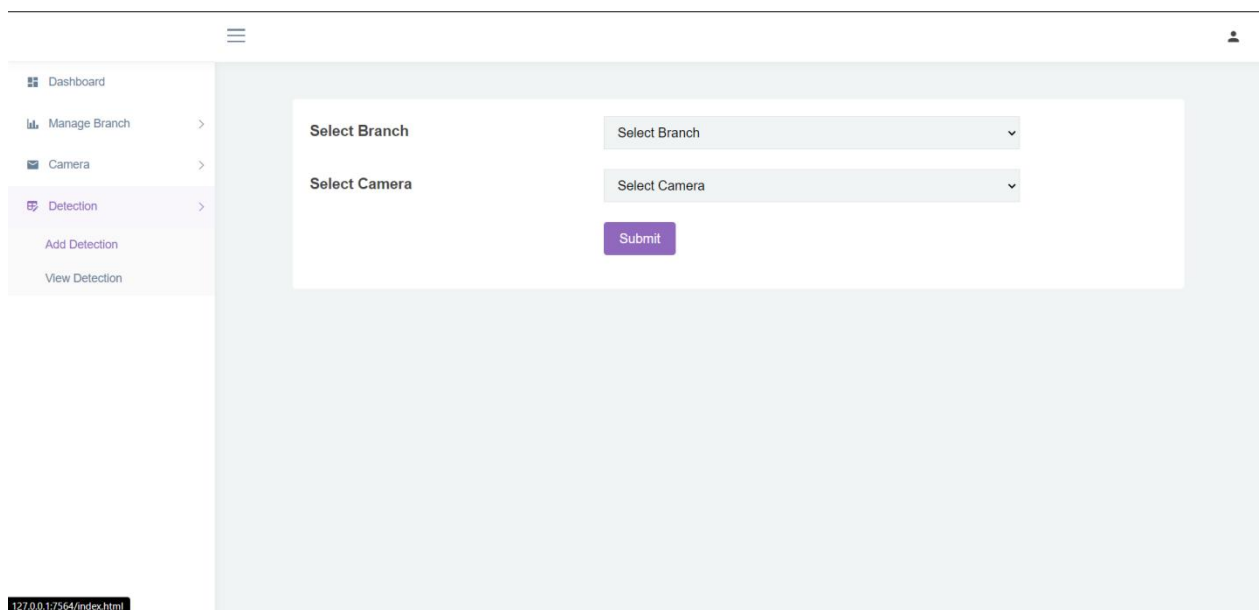 Dashboard
Manage Branch
Camera
Detection
Add Detection
View Detection
Select Branch
Select Branch
Select Camera
Select Camera
Submit
127.0.0.1:7564/index.html